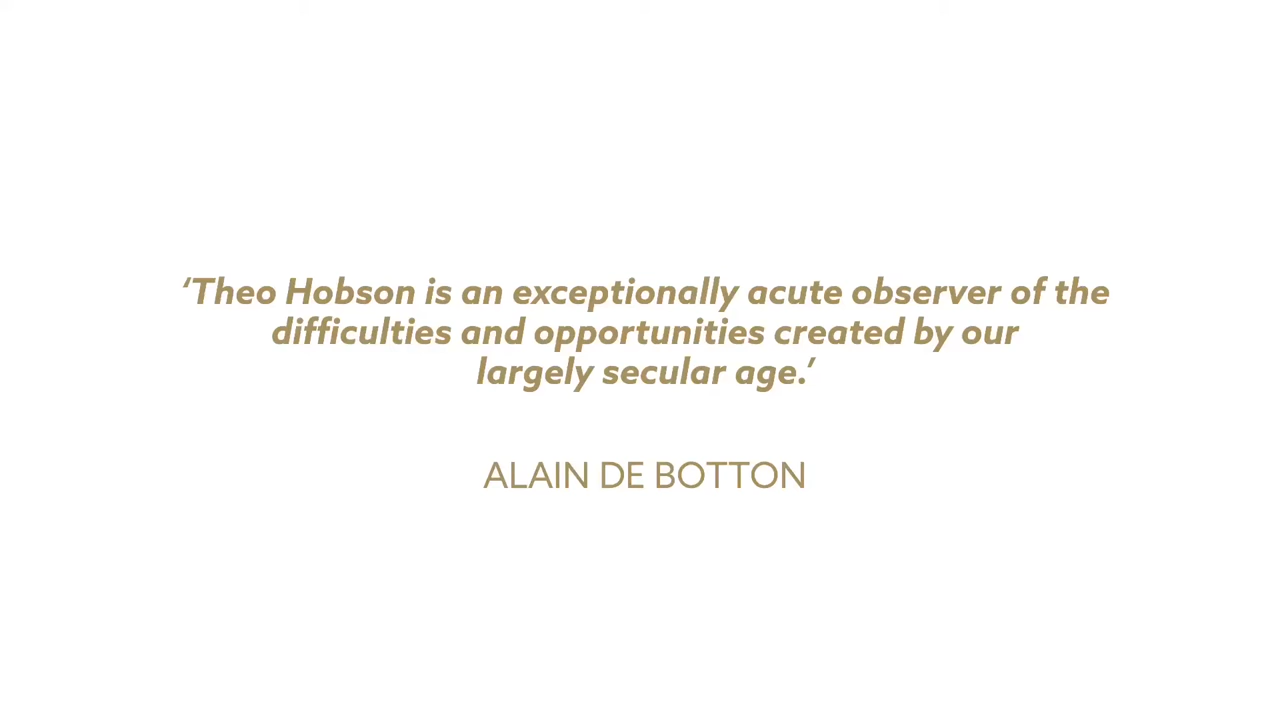 ‘Theo Hobson is an exceptionally acute observer of the
difficulties and opportunities created by our
largely secular age.’
ALAIN DE BOTTON